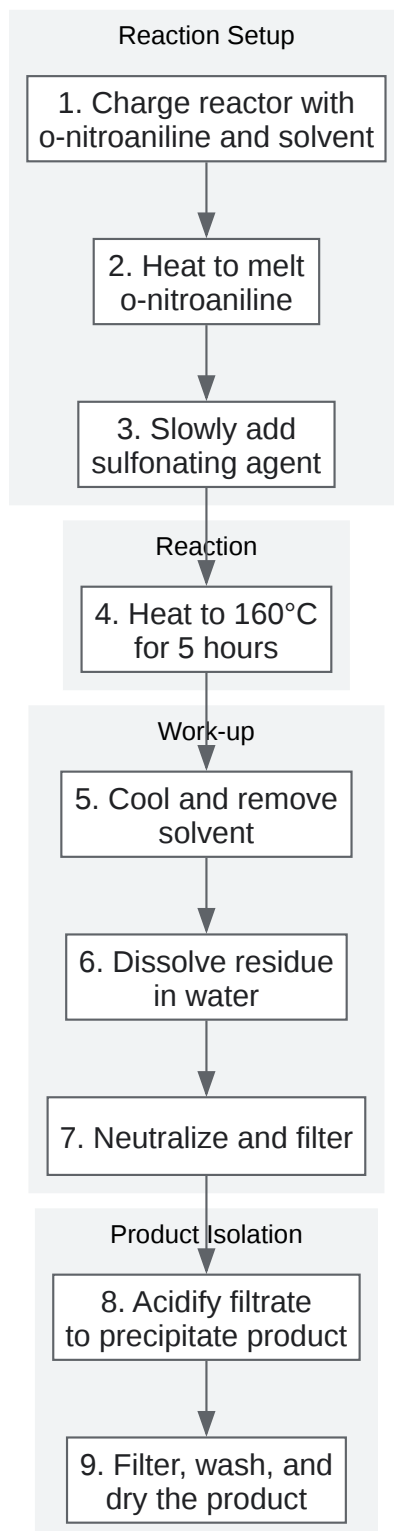 Reaction Setup
1. Charge reactor with
o-nitroaniline and solvent
2. Heat to melt
o-nitroaniline
3. Slowly add
sulfonating agent
Reaction
4. Heat to 160°C
for 5 hours
Work-up
5. Cool and remove
solvent
6. Dissolve residue
in water
7. Neutralize and filter
Product Isolation
8. Acidify filtrate
to precipitate product
9. Filter, wash, and
dry the product